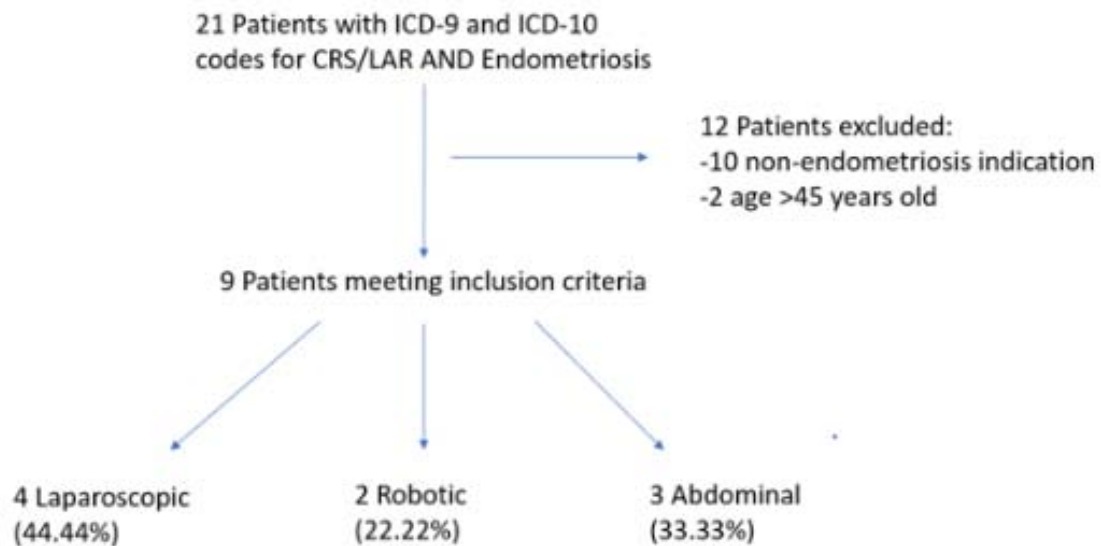 21 Patients with ICD-9 and ICD-10
codes for CRS/LAR AND Endometriosis
12 Patients excluded:
-10 non-endometriosis indication
-2 age >45 years old
9 Patients meeting inclusion criteria
4 Laparoscopic
(44.44%)
2 Robotic
(22.22%)
3 Abdominal
(33.33%)